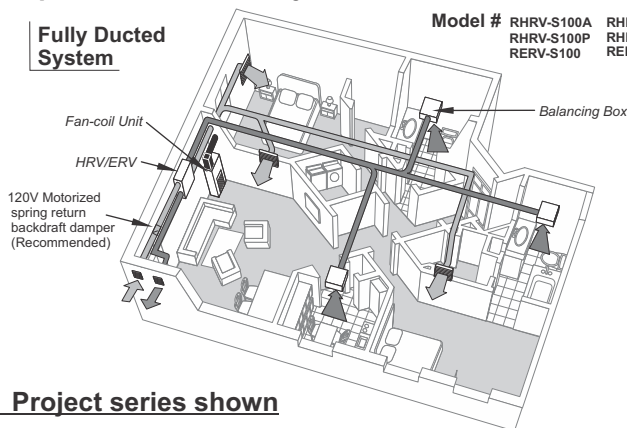 Fully Ducted
System
Model # RHRV-S100A
RHRV-S100P
RERV-S100
Balancing Box
Fan-coil Unit
HRV/ERV
120V Motorized
spring return
backdraft damper
(Recommended)
Project series shown